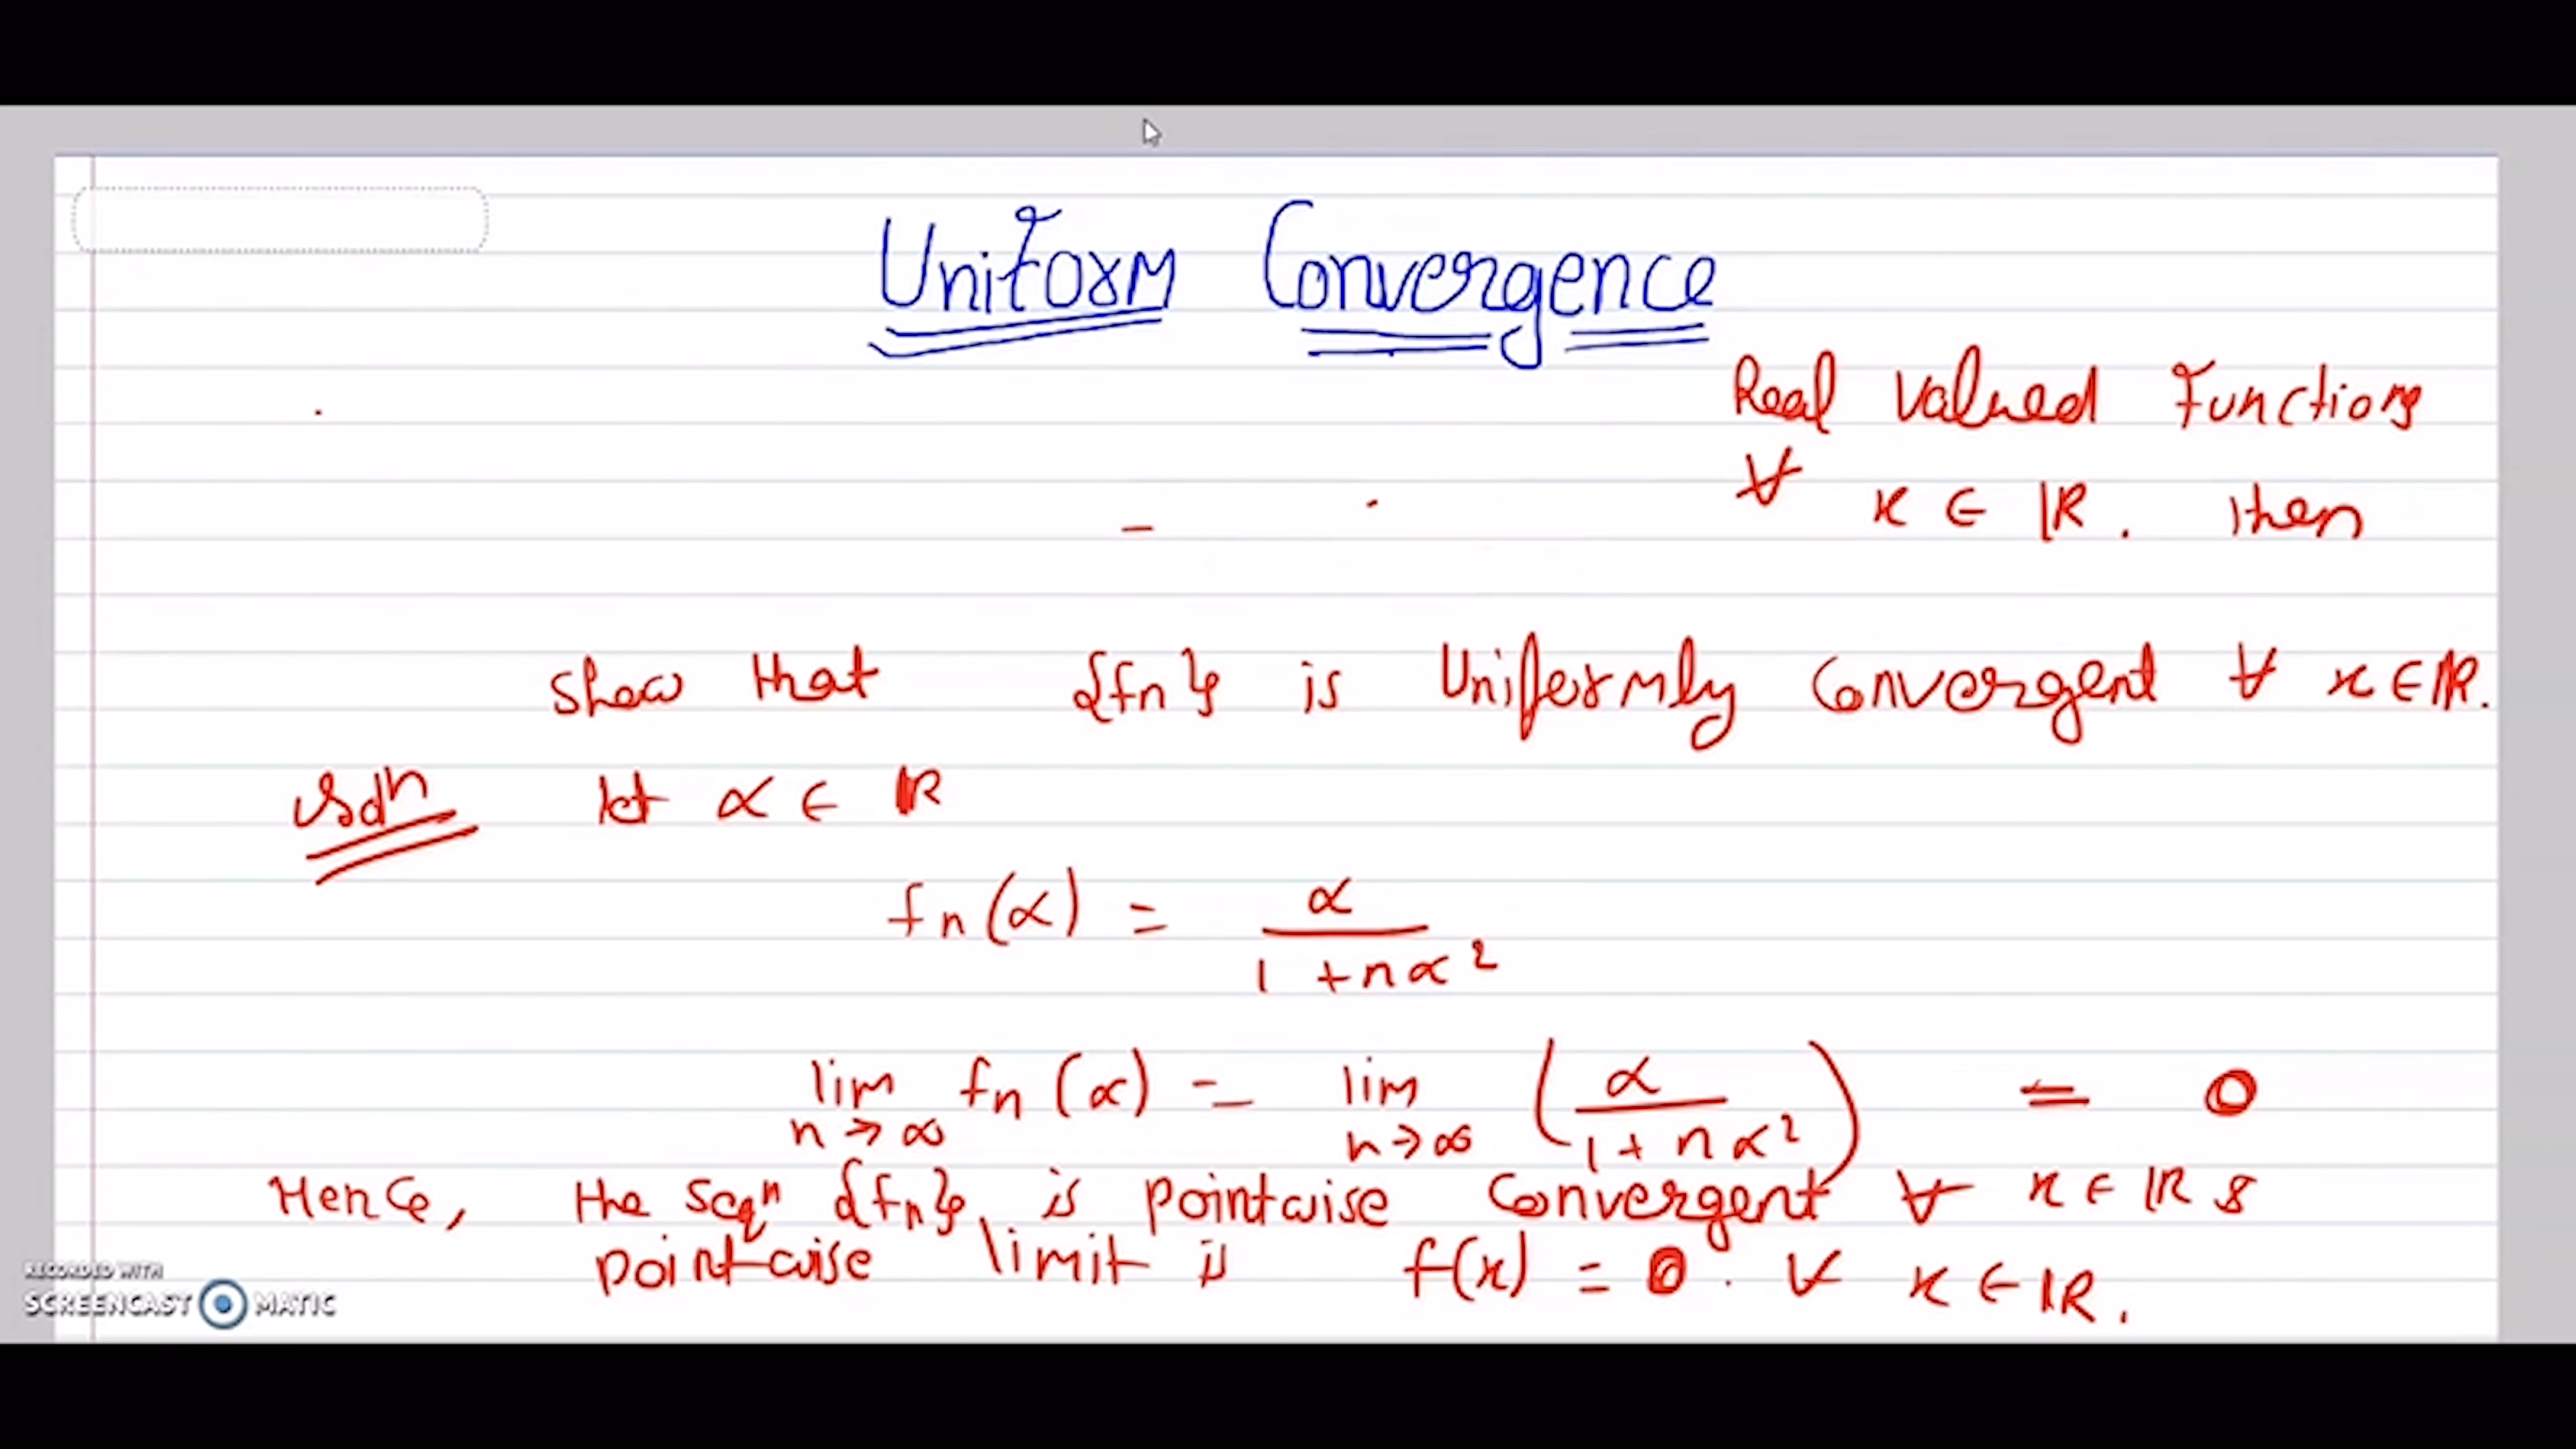 Uniform Convergence
Real Valued Functions
∀ x ∈ ℝ. Then
Show that {fn} is Uniformly Convergent ∀ x ∈ ℝ.
Solⁿ let α ∈ ℝ
fn(α) = α / (1 + nα²)
lim n→∞ fn(α) = lim n→∞ (α / (1 + nα²)) = 0
Hence, the Seqⁿ {fn} is pointwise Convergent ∀ x ∈ ℝ &
pointwise limit is f(x) = 0. ∀ x ∈ ℝ.
RECORDED WITH
SCREENCAST MATIC